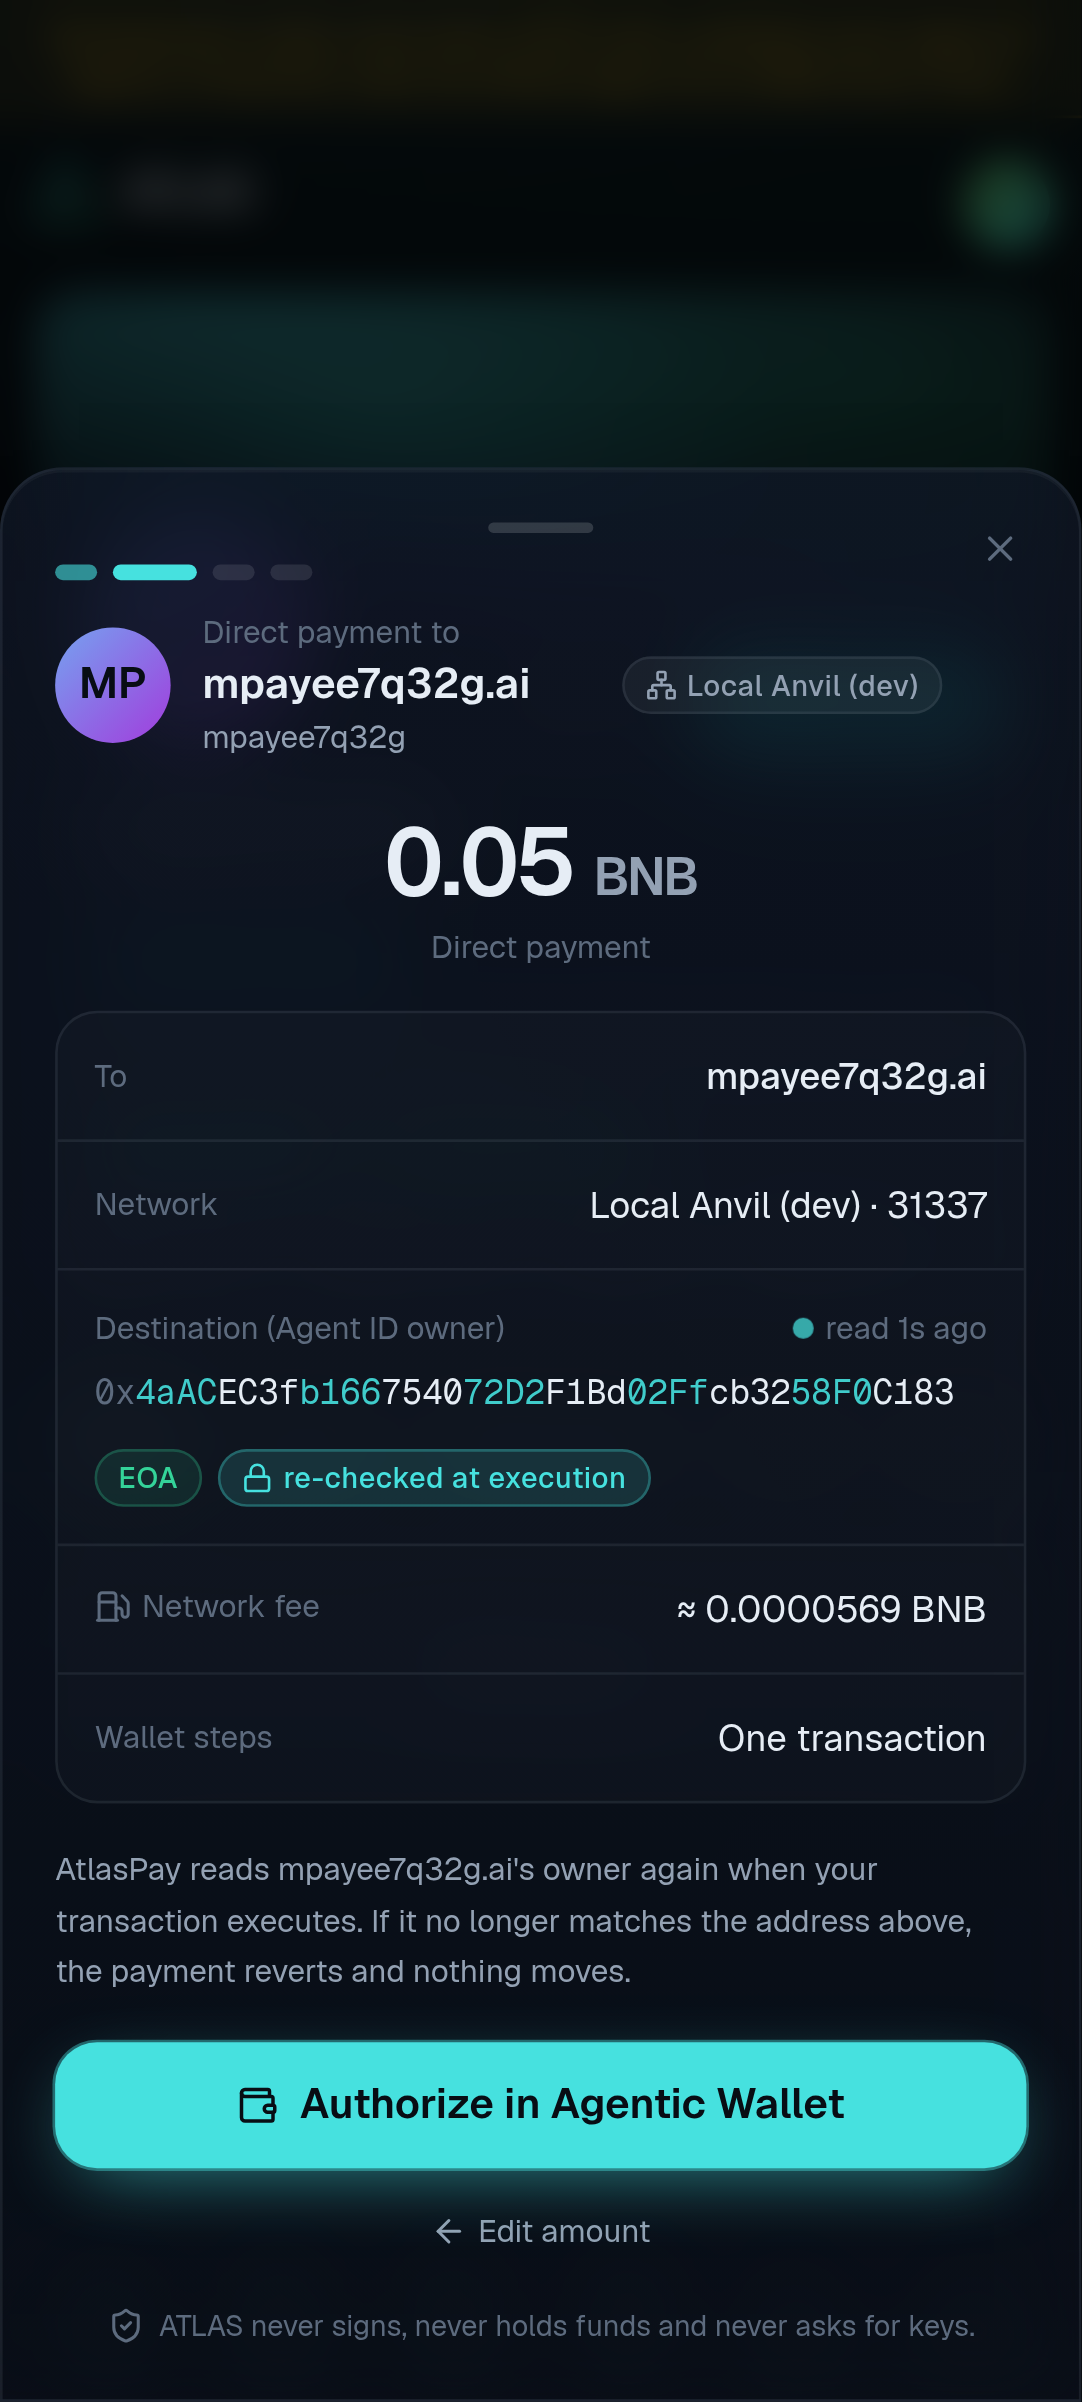 Direct payment to
MP
mpayee7q32g.ai
Local Anvil (dev)
mpayee7q32g
0.05 BNB
Direct payment
To
mpayee7q32g.ai
Network
Local Anvil (dev) · 31337
Destination (Agent ID owner)
read 1s ago
0x4aACEC3fb166754072D2F1Bd02Ffcb3258F0C183
EOA
re-checked at execution
Network fee
≈ 0.0000569 BNB
Wallet steps
One transaction
AtlasPay reads mpayee7q32g.ai's owner again when your
transaction executes. If it no longer matches the address above,
the payment reverts and nothing moves.
Authorize in Agentic Wallet
Edit amount
ATLAS never signs, never holds funds and never asks for keys.